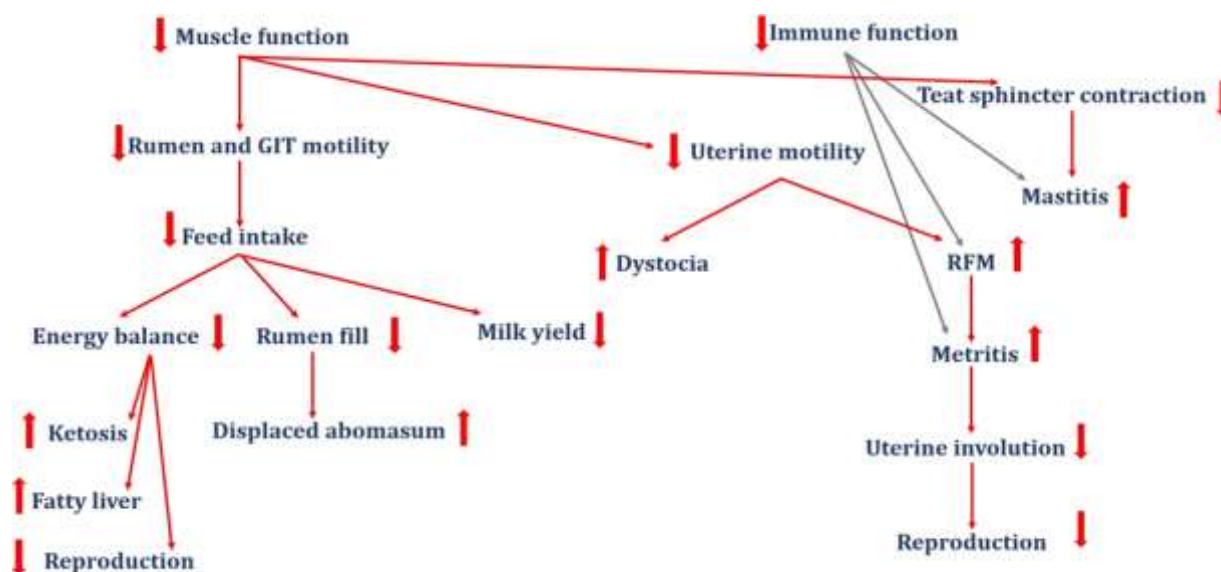 Muscle function
Immune function
Teat sphincter contraction
Rumen and GIT motility
Uterine motility
Mastitis
Feed intake
Dystocia
RFM
Energy balance
Rumen fill
Milk yield
Metritis
Ketosis
Displaced abomasum
Uterine involution
Fatty liver
Reproduction
Reproduction